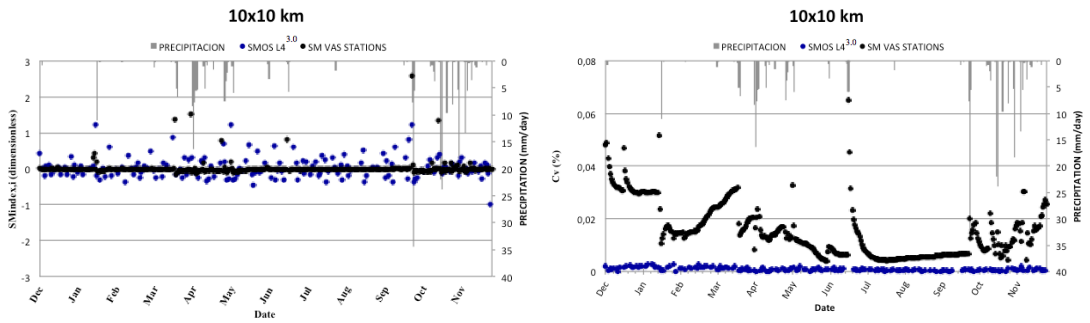 10x10 km
PRECIPITACION SMOS L4 3.0 SM VAS STATIONS
3
2
1
0
-1
-2
-3
SMindex,i (dimensionless)
0
5
10
15
20
25
30
35
40
PRECIPITATION (mm/day)
Dec Jan Feb Mar Apr May Jun Jul Aug Sep Oct Nov
Date
10x10 km
PRECIPITACION SMOS L4 3.0 SM VAS STATIONS
0,08
0,06
0,04
0,02
0
Cv (%)
0
5
10
15
20
25
30
35
40
PRECIPITATION (mm/day)
Dec Jan Feb Mar Apr May Jun Jul Aug Sep Oct Nov
Date